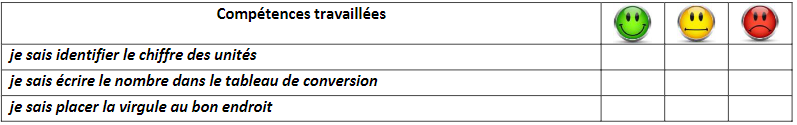 Compétences travaillées
je sais identifier le chiffre des unités
je sais écrire le nombre dans le tableau de conversion
je sais placer la virgule au bon endroit